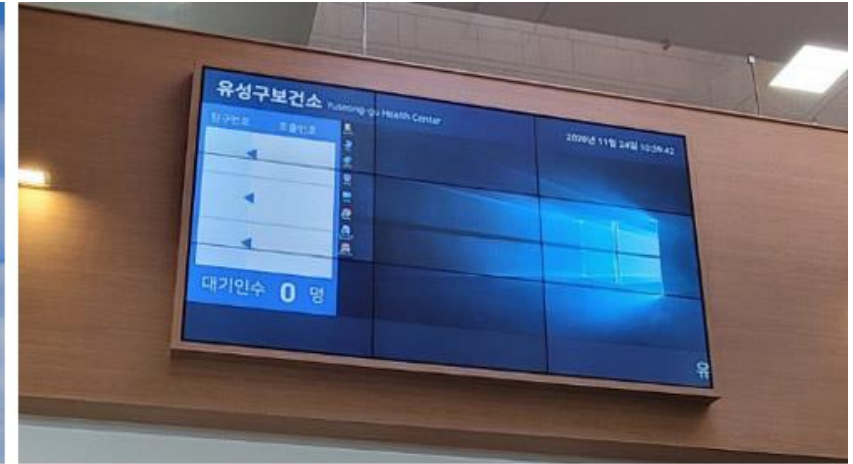 유성구보건소 Yuseong-gu Health Center
2020년 11월 24일 10:39:42
창구번호 호출번호
대기인수 0 명
유